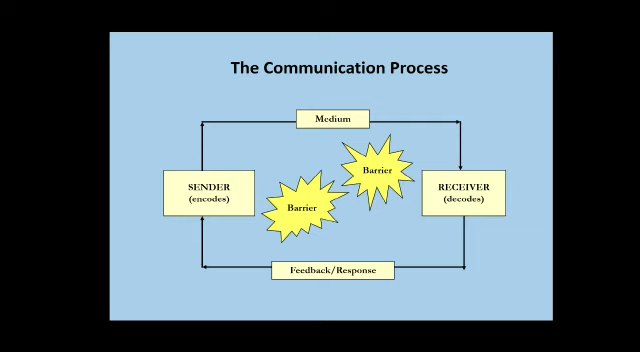 The Communication Process
Medium
Barrier
SENDER
(encodes)
RECEIVER
(decodes)
Barrier
Feedback/Response